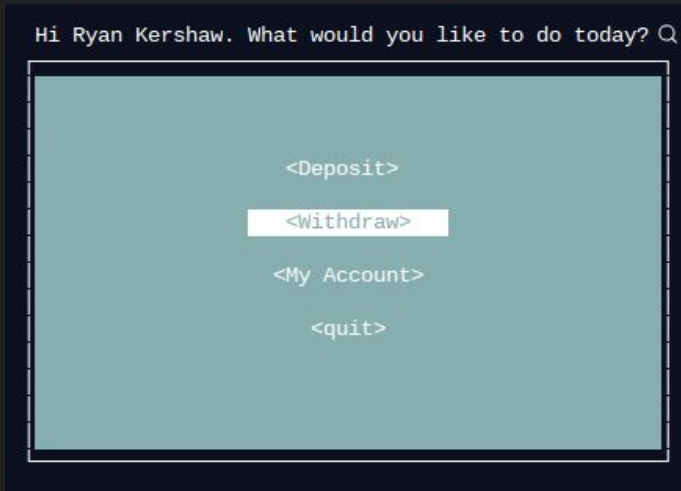 Hi Ryan Kershaw. What would you like to do today?
<Deposit>
<Withdraw>
<My Account>
<quit>